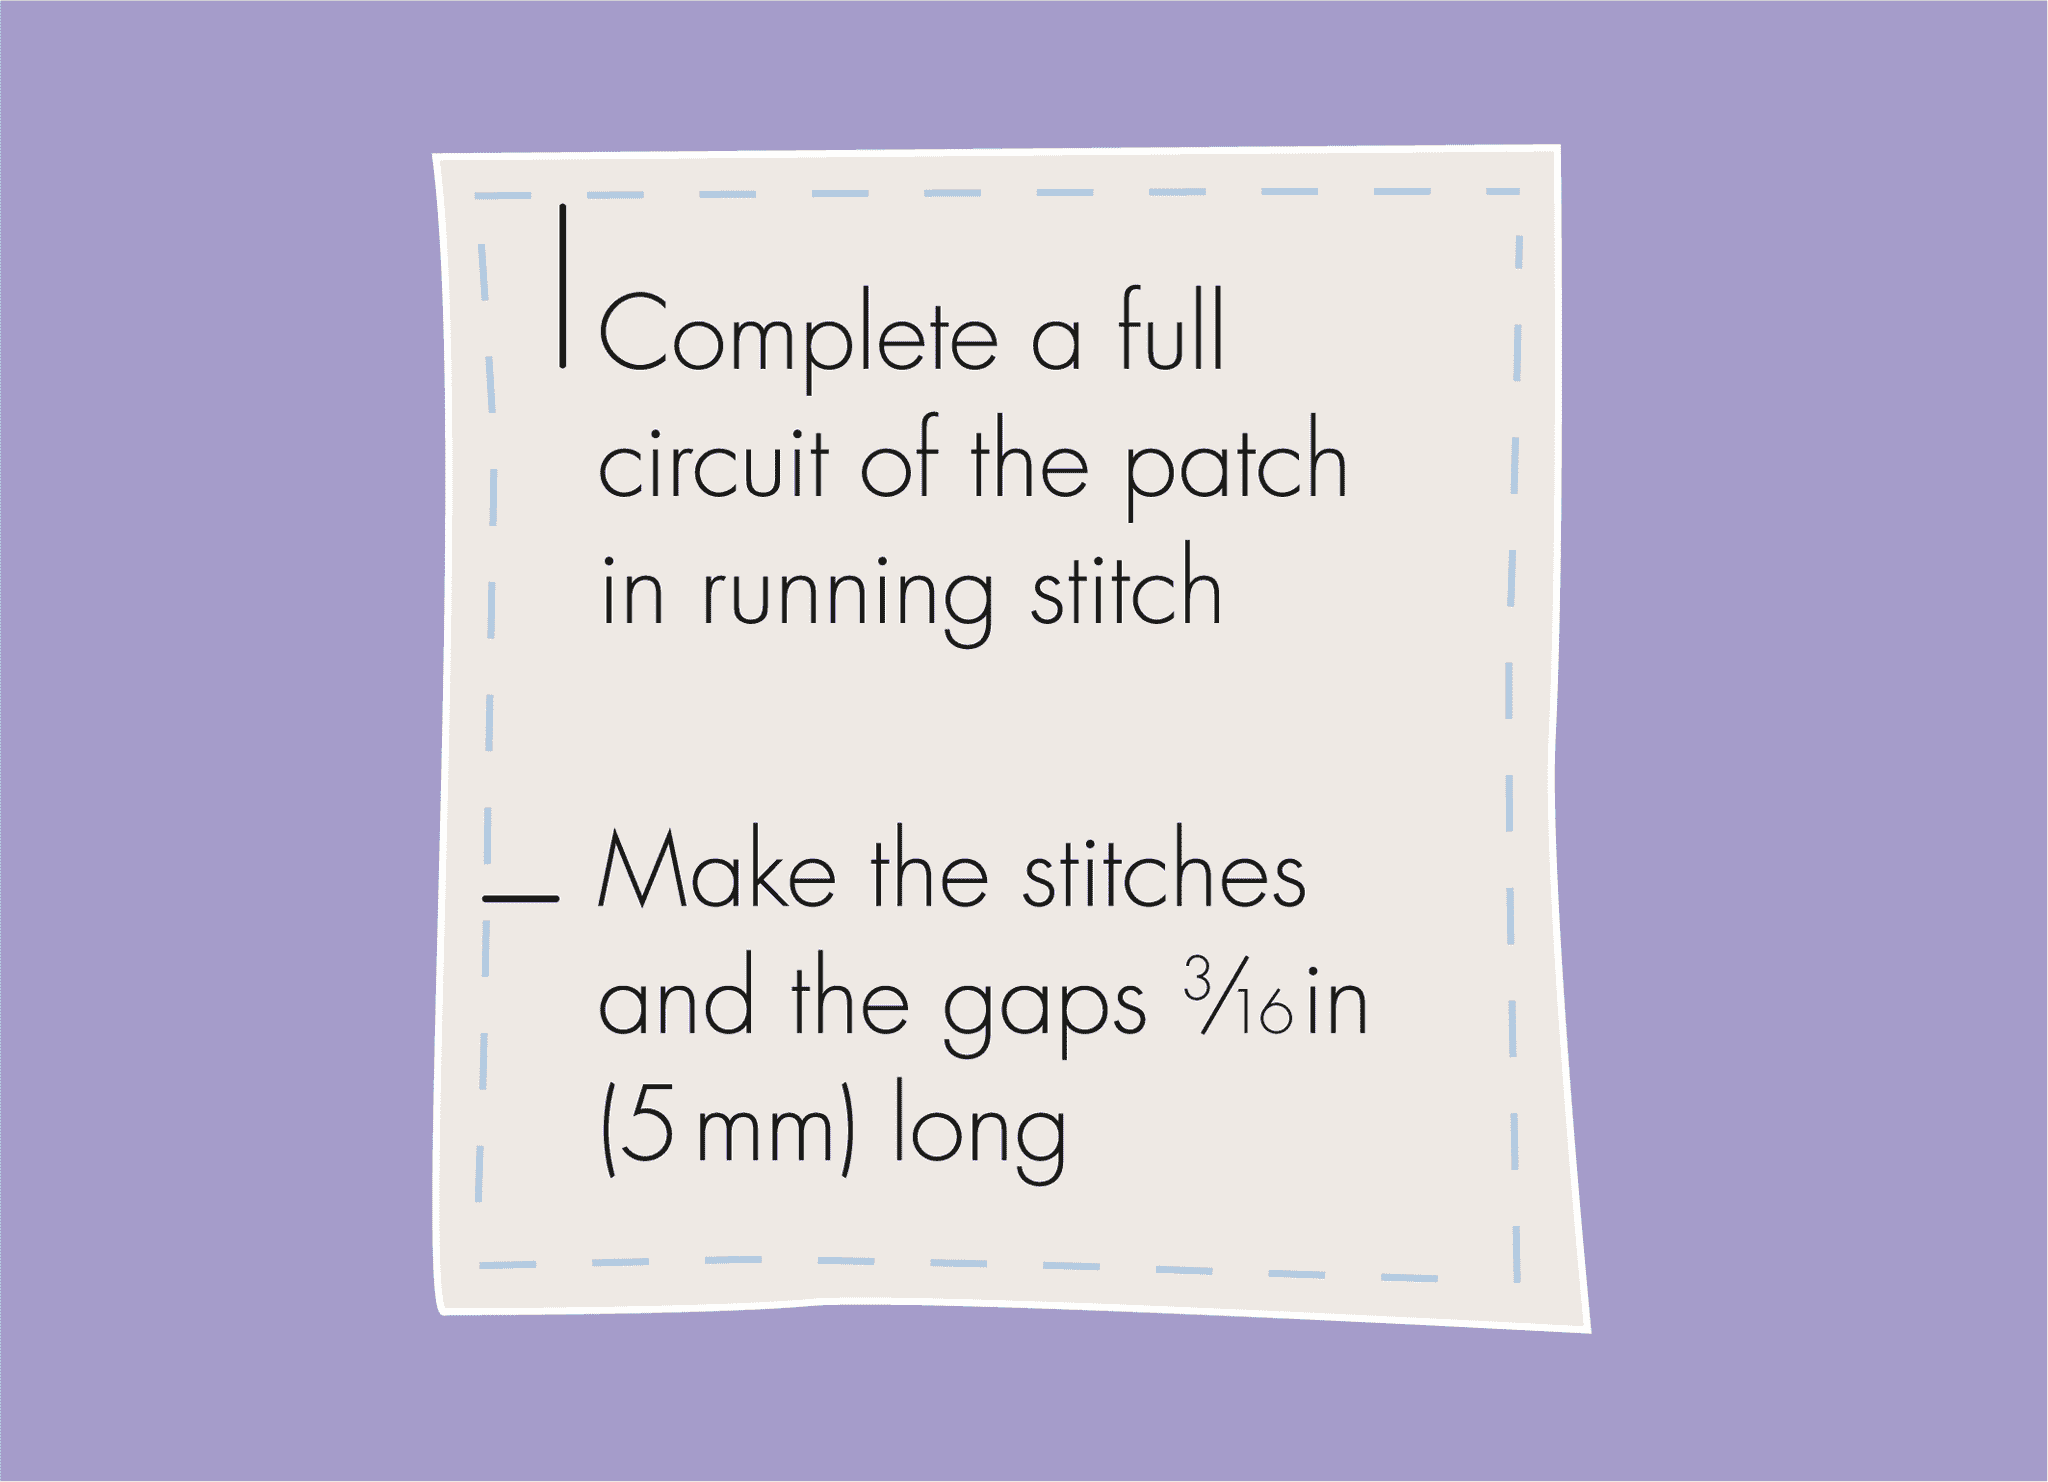 Complete a full
circuit of the patch
in running stitch
Make the stitches
and the gaps 3⁄16 in
(5 mm) long